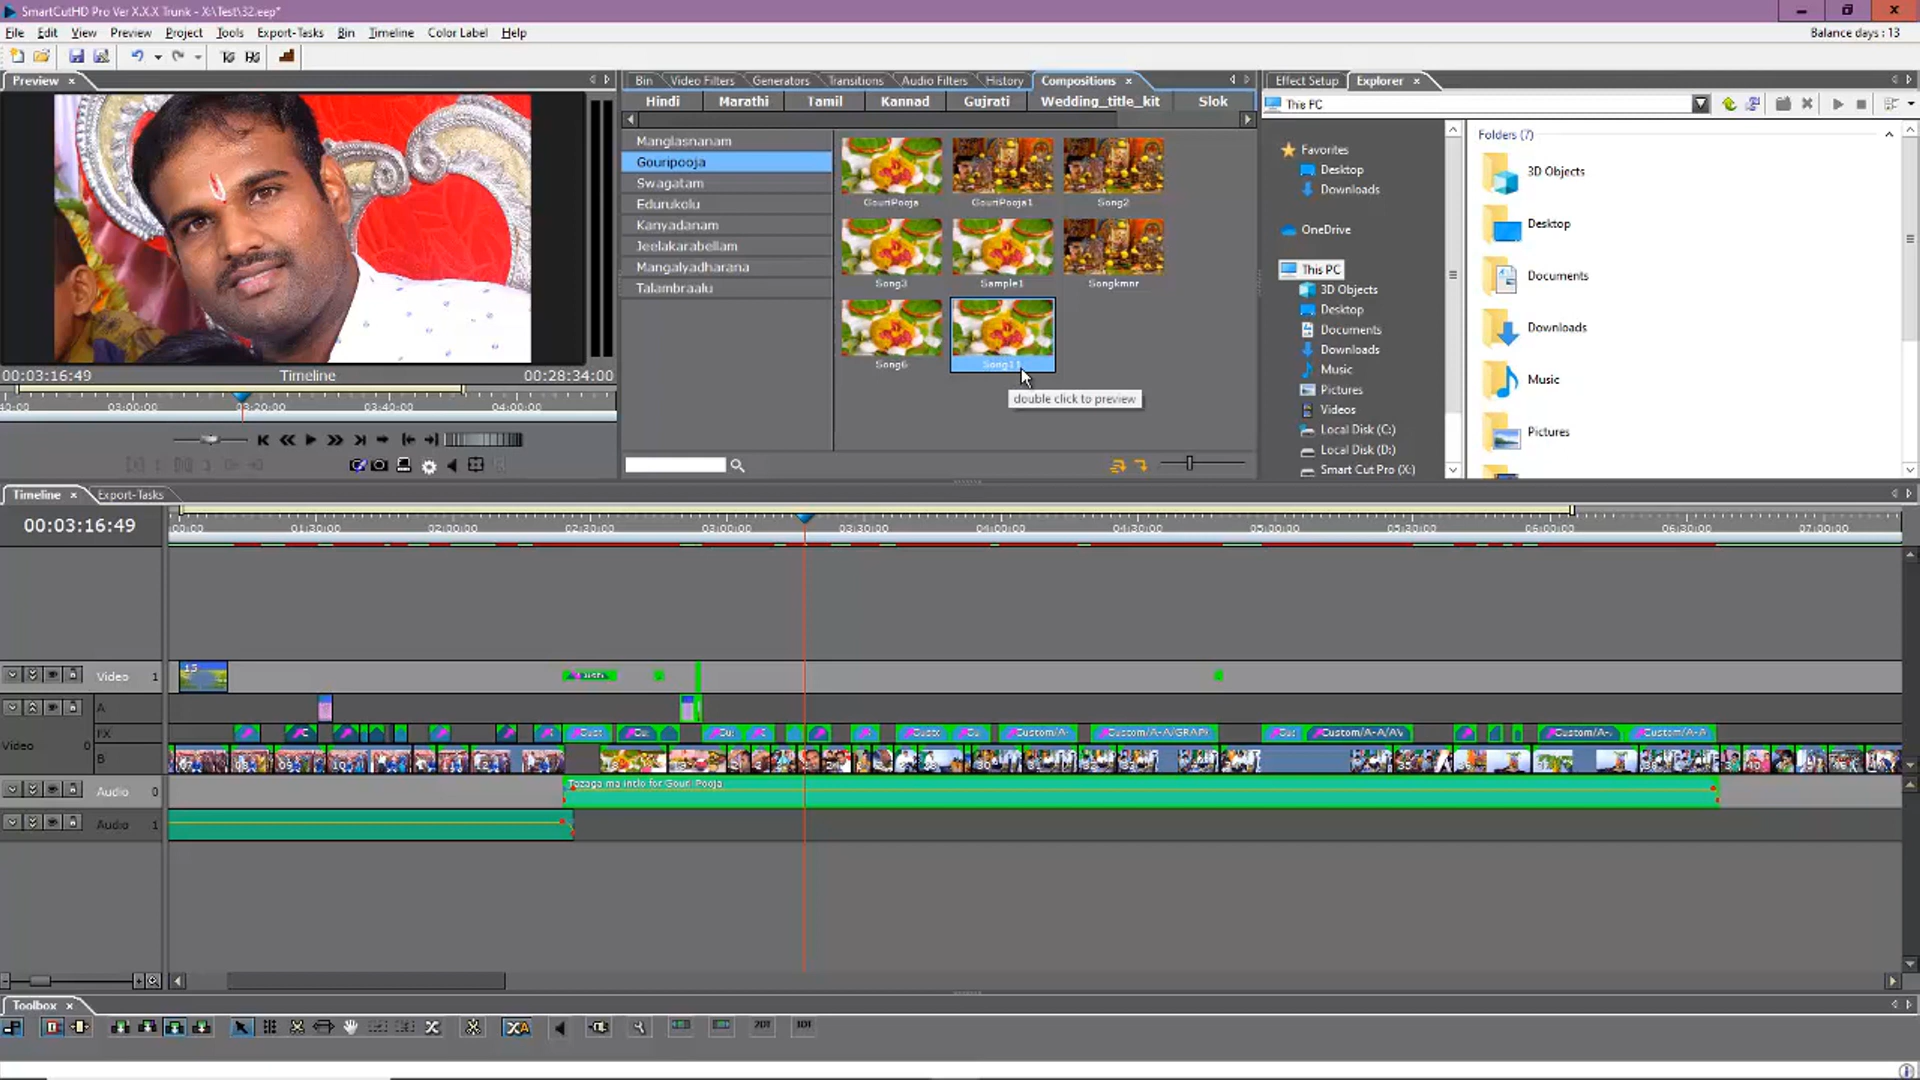 SmartCutHD Pro Ver X.X.X Trunk - X:\Test\32.eep*
File Edit View Preview Project Tools Export-Tasks Bin Timeline Color Label Help
Balance days : 13
Preview
00:03:16:49 Timeline 00:28:34:00
03:00:00 03:20:00 03:40:00 04:00:00
Bin Video Filters Generators Transitions Audio Filters History Compositions
Hindi Marathi Tamil Kannad Gujrati Wedding_title_kit Slok
Manglasnanam
Gouripooja
Swagatam
Edurukolu
Kanyadanam
Jeelakarabellam
Mangalyadharana
Talambraalu
GouriPooja GouriPooja1 Song2
Song3 Sample1 Songkmnr
Song6 Song11
double click to preview
Effect Setup Explorer
This PC
Favorites
Desktop
Downloads
OneDrive
This PC
3D Objects
Desktop
Documents
Downloads
Music
Pictures
Videos
Local Disk (C:)
Local Disk (D:)
Smart Cut Pro (X:)
Folders (7)
3D Objects
Desktop
Documents
Downloads
Music
Pictures
Timeline Export-Tasks
00:03:16:49
01:30:00 02:00:00 02:30:00 03:00:00 03:30:00 04:00:00 04:30:00 05:00:00 05:30:00 06:00:00 06:30:00 07:00:00
Video 1
15
A
FX
Custom/A- Custom/A-A/GRAP Custom/A-A/AV Custom/A- Custom/A-A
Video 0
B
Audio 0
Audio 1
Toolbox
XA
2D1
1D1